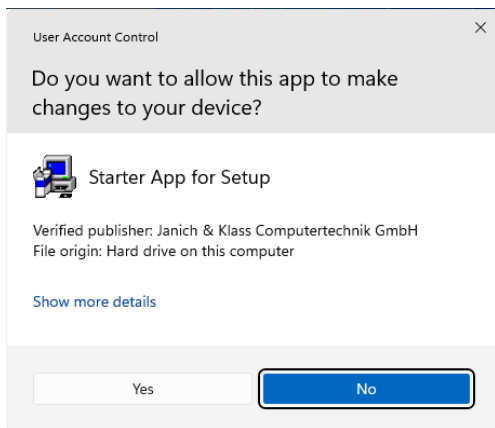 User Account Control
Do you want to allow this app to make
changes to your device?
Starter App for Setup
Verified publisher: Janich & Klass Computertechnik GmbH
File origin: Hard drive on this computer
Show more details
Yes
No